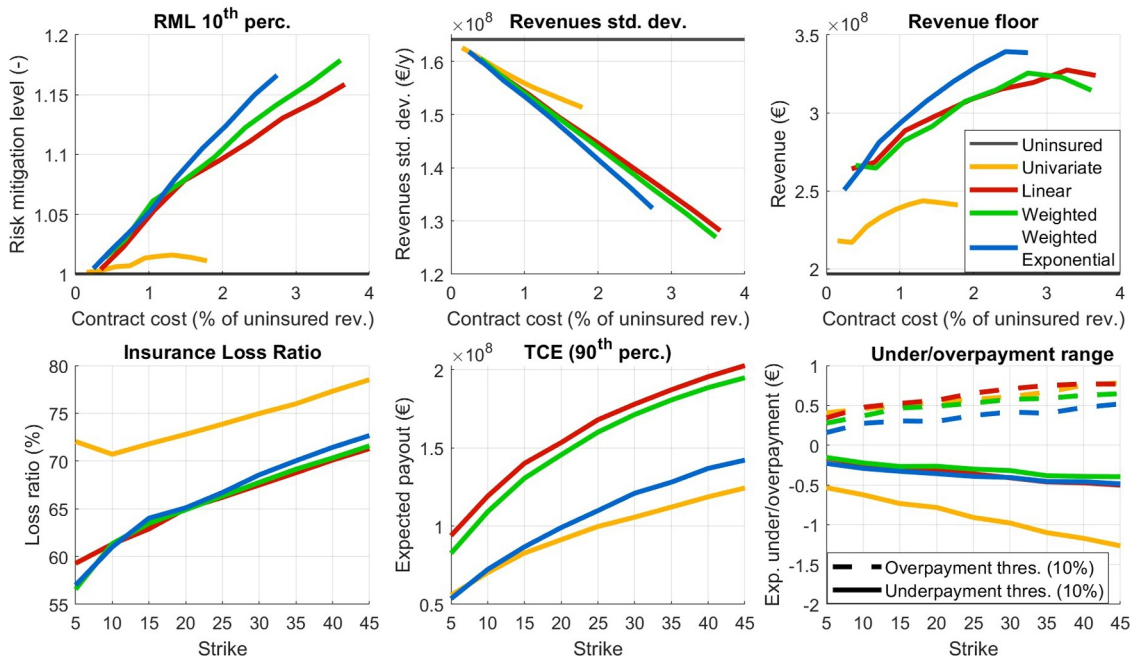 RML 10th perc.
1.2
1.15
1.1
1.05
1
0
1
2
3
4
Risk mitigation level (-)
Contract cost (% of uninsured rev.)
Revenues std. dev.
×10^8
1.6
1.5
1.4
1.3
1.2
0
1
2
3
4
Revenues std. dev. (€/y)
Contract cost (% of uninsured rev.)
Revenue floor
×10^8
3.5
3
2.5
2
0
1
2
3
4
Revenue (€)
Contract cost (% of uninsured rev.)
Uninsured
Univariate
Linear
Weighted
Weighted
Exponential
Insurance Loss Ratio
80
75
70
65
60
55
5
10
15
20
25
30
35
40
45
Loss ratio (%)
Strike
TCE (90th perc.)
×10^8
2
1.5
1
0.5
5
10
15
20
25
30
35
40
45
Expected payout (€)
Strike
Under/overpayment range
1
0.5
0
-0.5
-1
-1.5
-2
5
10
15
20
25
30
35
40
45
Exp. under/overpayment (€)
Strike
Overpayment thres. (10%)
Underpayment thres. (10%)